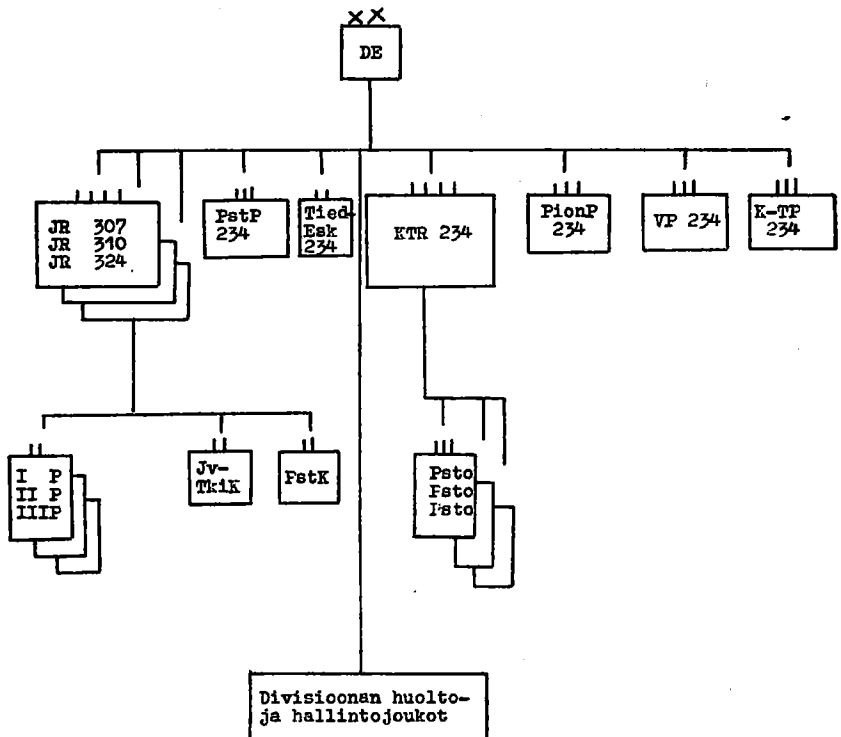 DE
JR 307
JR 310
JR 324
PstP
234
Tied-
Esk
234
KTR 234
PionP
234
VP 234
K-TP
234
I P
II P
IIIP
Jv-
TkiK
PstK
Psto
Psto
Psto
Divisioonan huolto-
ja hallintojoukot